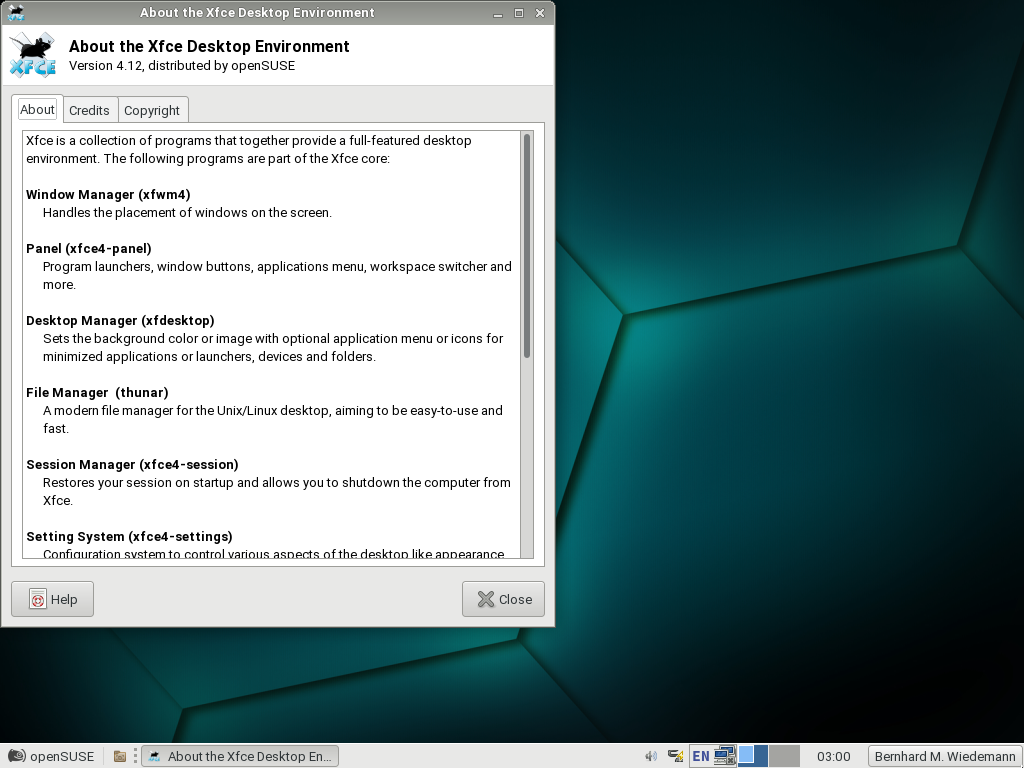 About the Xfce Desktop Environment
XFCE
About the Xfce Desktop Environment
Version 4.12, distributed by openSUSE
About Credits Copyright
Xfce is a collection of programs that together provide a full-featured desktop
environment. The following programs are part of the Xfce core:
Window Manager (xfwm4)
Handles the placement of windows on the screen.
Panel (xfce4-panel)
Program launchers, window buttons, applications menu, workspace switcher and
more.
Desktop Manager (xfdesktop)
Sets the background color or image with optional application menu or icons for
minimized applications or launchers, devices and folders.
File Manager (thunar)
A modern file manager for the Unix/Linux desktop, aiming to be easy-to-use and
fast.
Session Manager (xfce4-session)
Restores your session on startup and allows you to shutdown the computer from
Xfce.
Setting System (xfce4-settings)
Configuration system to control various aspects of the desktop like appearance
Help Close
openSUSE About the Xfce Desktop En... EN 03:00 Bernhard M. Wiedemann